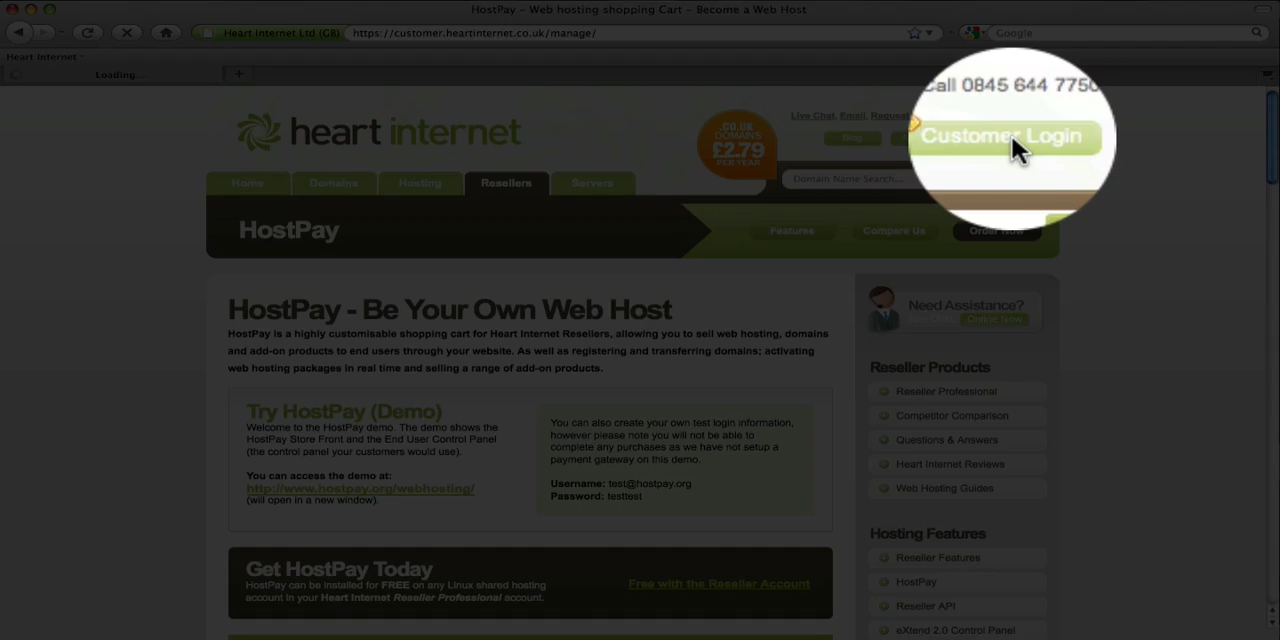 HostPay - Web hosting shopping Cart - Become a Web Host
Heart Internet Ltd (GB)
https://customer.heartinternet.co.uk/manage/
Google
Heart Internet
Loading...
Call 0845 644 7750
heart internet
.CO.UK
DOMAINS
£2.79
PER YEAR
Live Chat, Email,
Blog
Customer Login
Domain Name Search...
Home
Domains
Hosting
Resellers
Servers
HostPay
Features
Compare Us
Order Now
HostPay - Be Your Own Web Host
HostPay is a highly customisable shopping cart for Heart Internet Resellers, allowing you to sell web hosting, domains
and add-on products to end users through your website. As well as registering and transferring domains; activating
web hosting packages in real time and selling a range of add-on products.
Try HostPay (Demo)
Welcome to the HostPay demo. The demo shows the
HostPay Store Front and the End User Control Panel
(the control panel your customers would use).
You can access the demo at:
http://www.hostpay.org/webhosting/
(will open in a new window).
You can also create your own test login information,
however please note you will not be able to
complete any purchases as we have not setup a
payment gateway on this demo.
Username: test@hostpay.org
Password: testtest
Get HostPay Today
HostPay can be installed for FREE on any Linux shared hosting
account in your Heart Internet Reseller Professional account.
Free with the Reseller Account
Need Assistance?
Online Now
Reseller Products
Reseller Professional
Competitor Comparison
Questions & Answers
Heart Internet Reviews
Web Hosting Guides
Hosting Features
Reseller Features
HostPay
Reseller API
eXtend 2.0 Control Panel